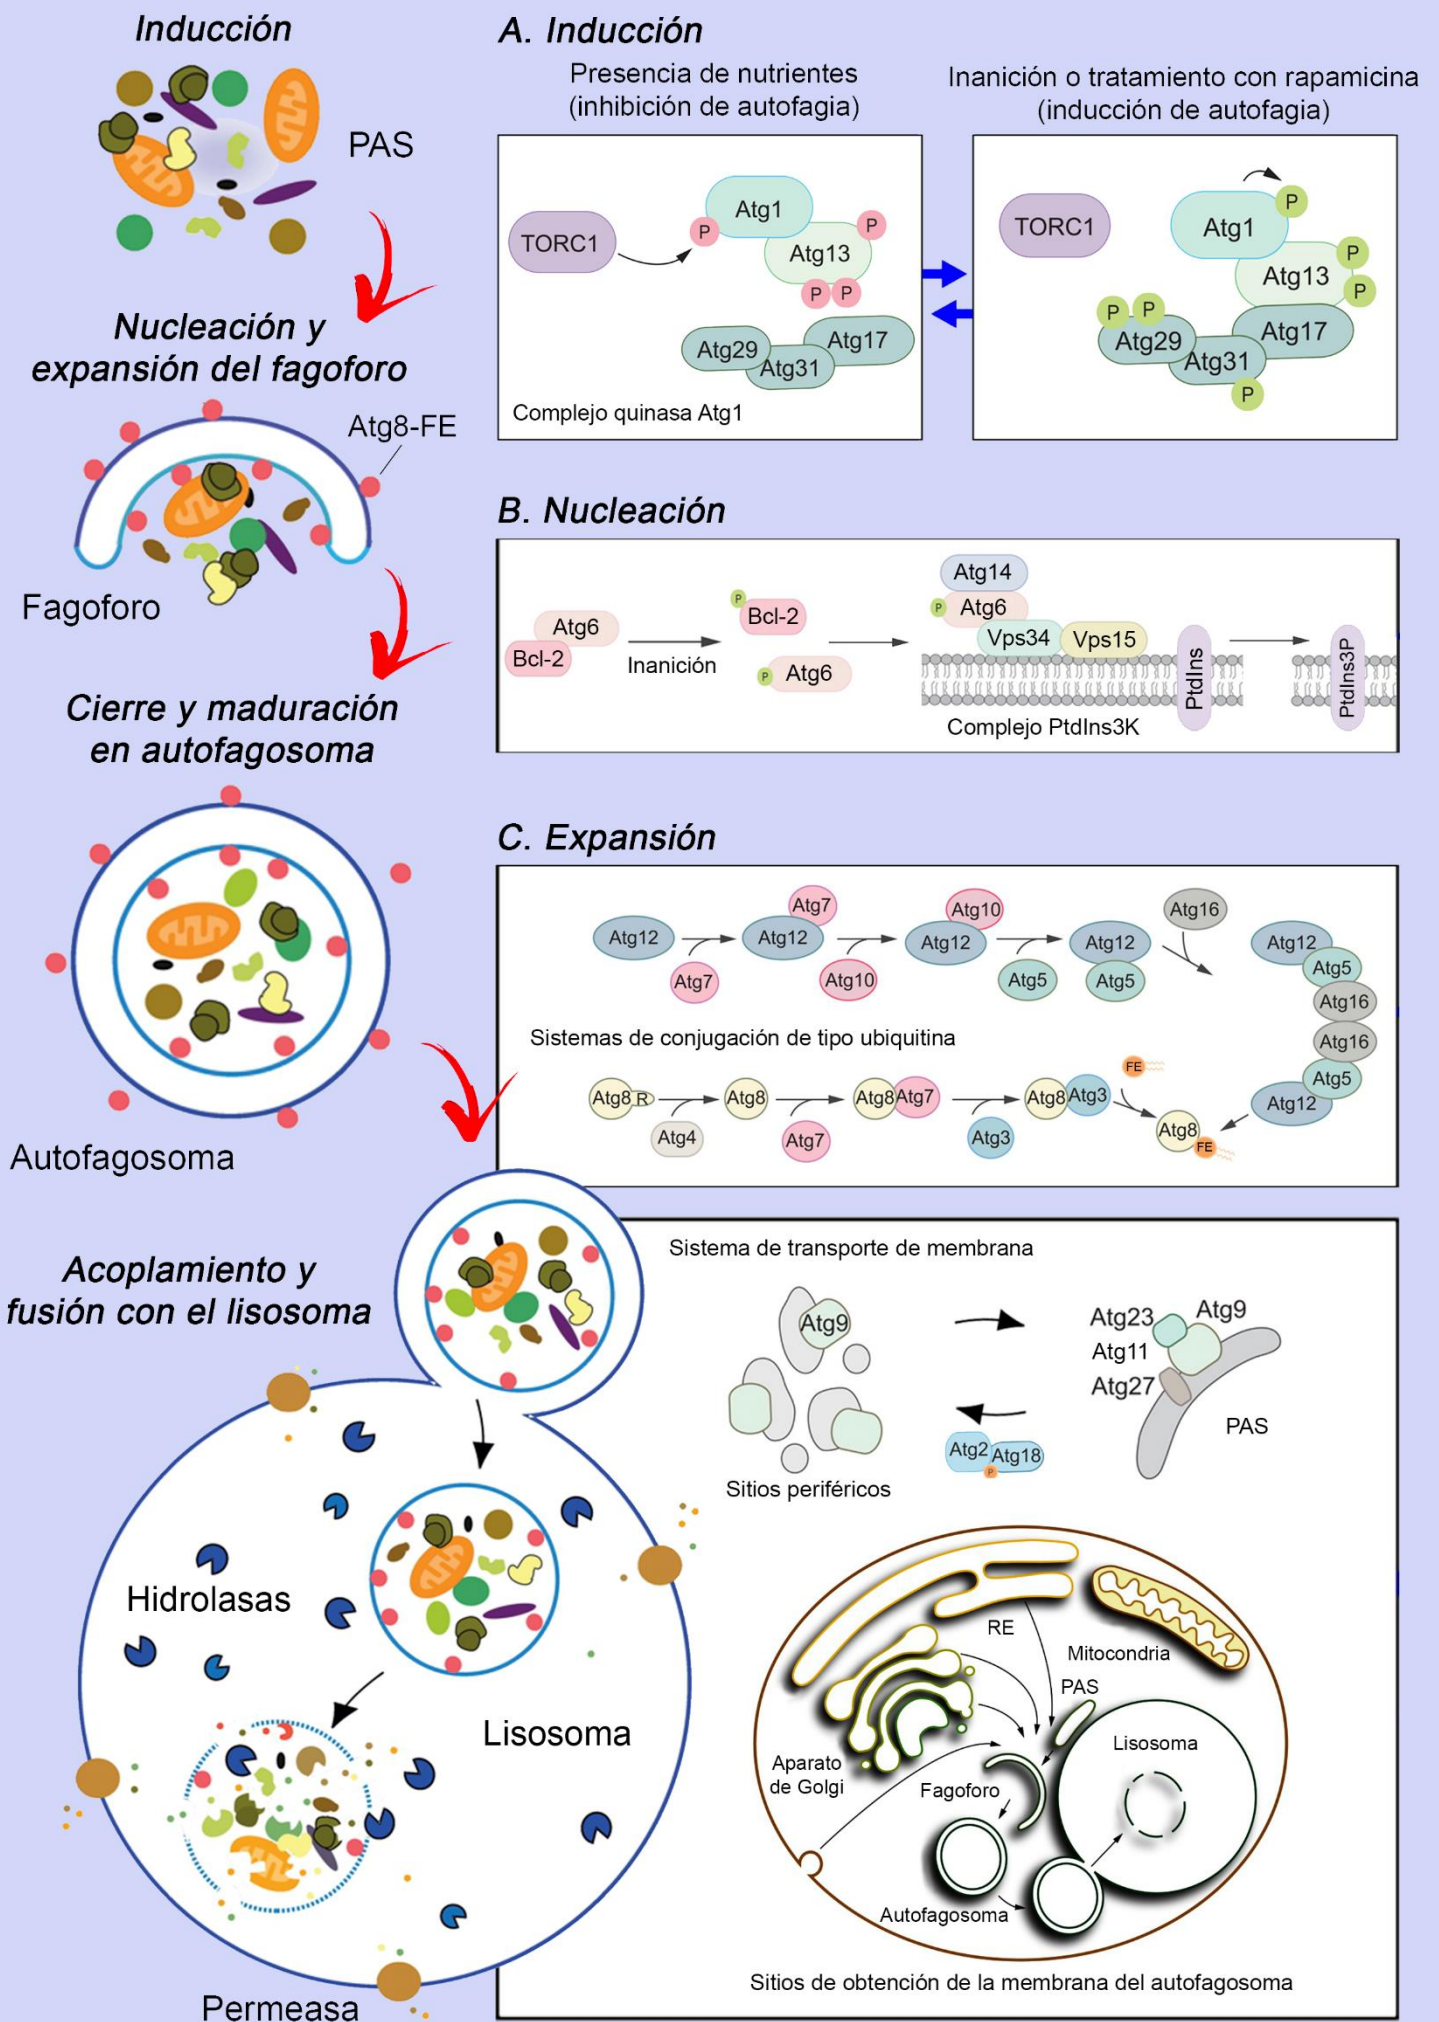 Inducción
PAS
Nucleación y
expansión del fagoforo
Atg8-FE
Fagoforo
Cierre y maduración
en autofagosoma
Autofagosoma
Acoplamiento y
fusión con el lisosoma
Hidrolasas
Lisosoma
Permeasa
A. Inducción
Presencia de nutrientes
(inhibición de autofagia)
Inanición o tratamiento con rapamicina
(inducción de autofagia)
TORC1
Atg1
P
P
Atg13
P P
Atg29
Atg31
Atg17
Complejo quinasa Atg1
TORC1
Atg1
P
Atg13
P
P
P P
Atg29
Atg31
Atg17
P
B. Nucleación
Atg6
Bcl-2
Inanición
P
Bcl-2
P
Atg6
Atg14
P
Atg6
Vps34
Vps15
PtdIns
PtdIns3P
Complejo PtdIns3K
C. Expansión
Atg12
Atg7
Atg7
Atg12
Atg10
Atg10
Atg12
Atg5
Atg12
Atg5
Atg16
Atg12
Atg5
Atg16
Atg16
Atg5
Atg12
Sistemas de conjugación de tipo ubiquitina
Atg8 R
Atg4
Atg8
Atg7
Atg8 Atg7
Atg3
Atg8 Atg3
FE
Atg8
FE
Sistema de transporte de membrana
Atg9
Sitios periféricos
Atg23
Atg9
Atg11
Atg27
PAS
Atg2
Atg18
P
RE
Mitocondria
PAS
Aparato
de Golgi
Fagoforo
Lisosoma
Autofagosoma
Sitios de obtención de la membrana del autofagosoma